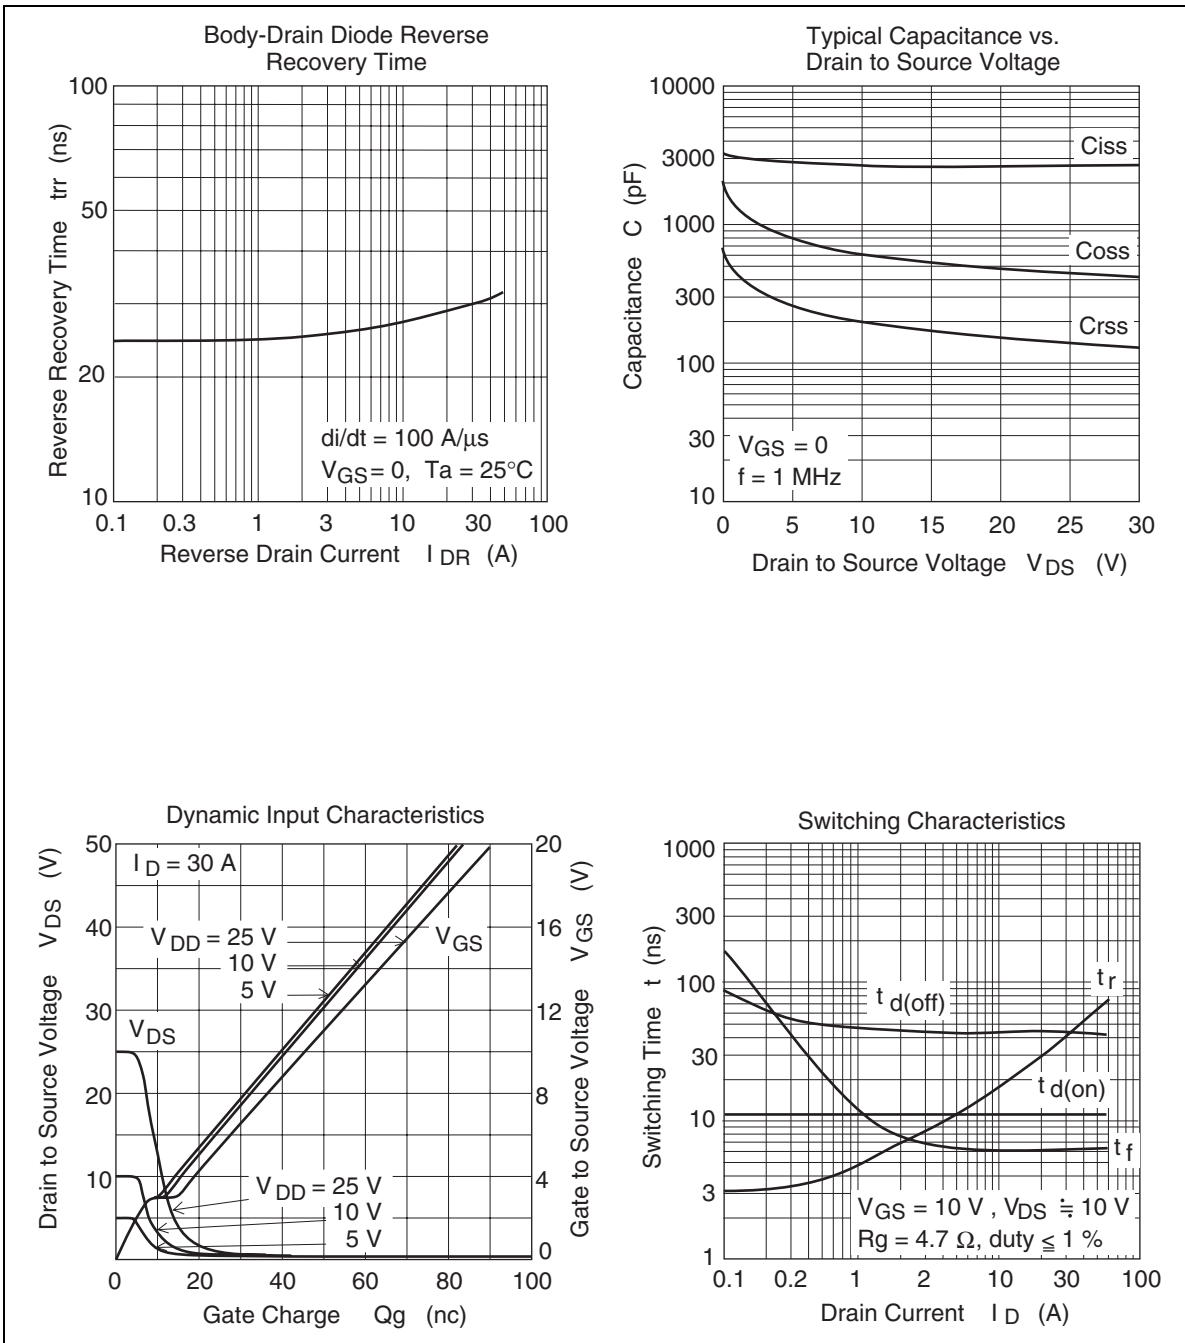 Body-Drain Diode Reverse
Recovery Time
Reverse Recovery Time trr (ns)
100
50
20
10
di/dt = 100 A/μs
VGS = 0, Ta = 25°C
0.1 0.3 1 3 10 30 100
Reverse Drain Current I DR (A)
Typical Capacitance vs.
Drain to Source Voltage
Capacitance C (pF)
10000
3000
1000
300
100
30
10
Ciss
Coss
Crss
VGS = 0
f = 1 MHz
0 5 10 15 20 25 30
Drain to Source Voltage VDS (V)
Dynamic Input Characteristics
Drain to Source Voltage VDS (V)
50
40
30
20
10
0
I D = 30 A
VDD = 25 V
10 V
5 V
VGS
VDS
VDD = 25 V
10 V
5 V
20
16
12
8
4
0
Gate to Source Voltage VGS (V)
0 20 40 60 80 100
Gate Charge Qg (nc)
Switching Characteristics
Switching Time t (ns)
1000
300
100
30
10
3
1
t r
t d(off)
t d(on)
t f
VGS = 10 V , VDS ≒ 10 V
Rg = 4.7 Ω, duty ≦ 1 %
0.1 0.2 1 2 10 30 100
Drain Current I D (A)